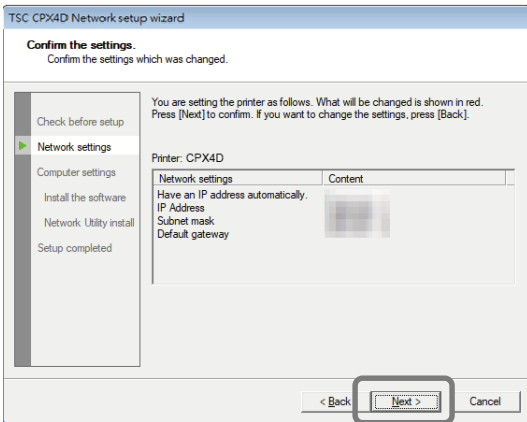 TSC CPX4D Network setup wizard
Confirm the settings.
Confirm the settings which was changed.
Check before setup
Network settings
Computer settings
Install the software
Network Utility install
Setup completed
You are setting the printer as follows. What will be changed is shown in red.
Press [Next] to confirm. If you want to change the settings, press [Back].
Printer: CPX4D
Network settings Content
Have an IP address automatically.
IP Address
Subnet mask
Default gateway
< Back Next > Cancel